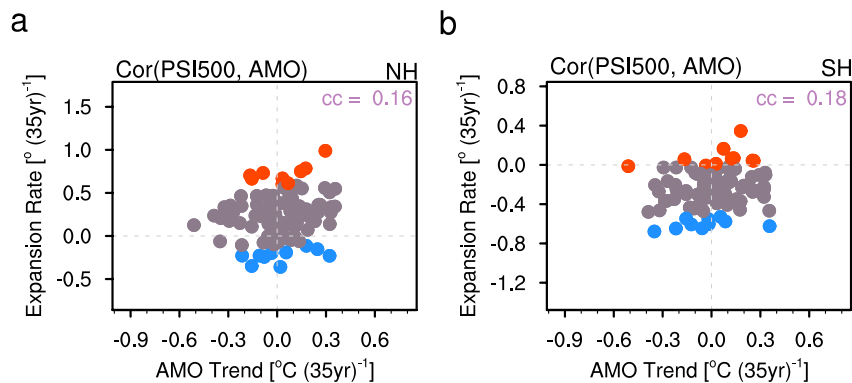 a
Cor(PSI500, AMO) NH
cc = 0.16
Expansion Rate [° (35yr)⁻¹]
1.5
1.0
0.5
0.0
-0.5
-0.9 -0.6 -0.3 0.0 0.3 0.6
AMO Trend [°C (35yr)⁻¹]
b
Cor(PSI500, AMO) SH
cc = 0.18
Expansion Rate [° (35yr)⁻¹]
0.8
0.4
0.0
-0.4
-0.8
-1.2
-0.9 -0.6 -0.3 0.0 0.3 0.6
AMO Trend [°C (35yr)⁻¹]